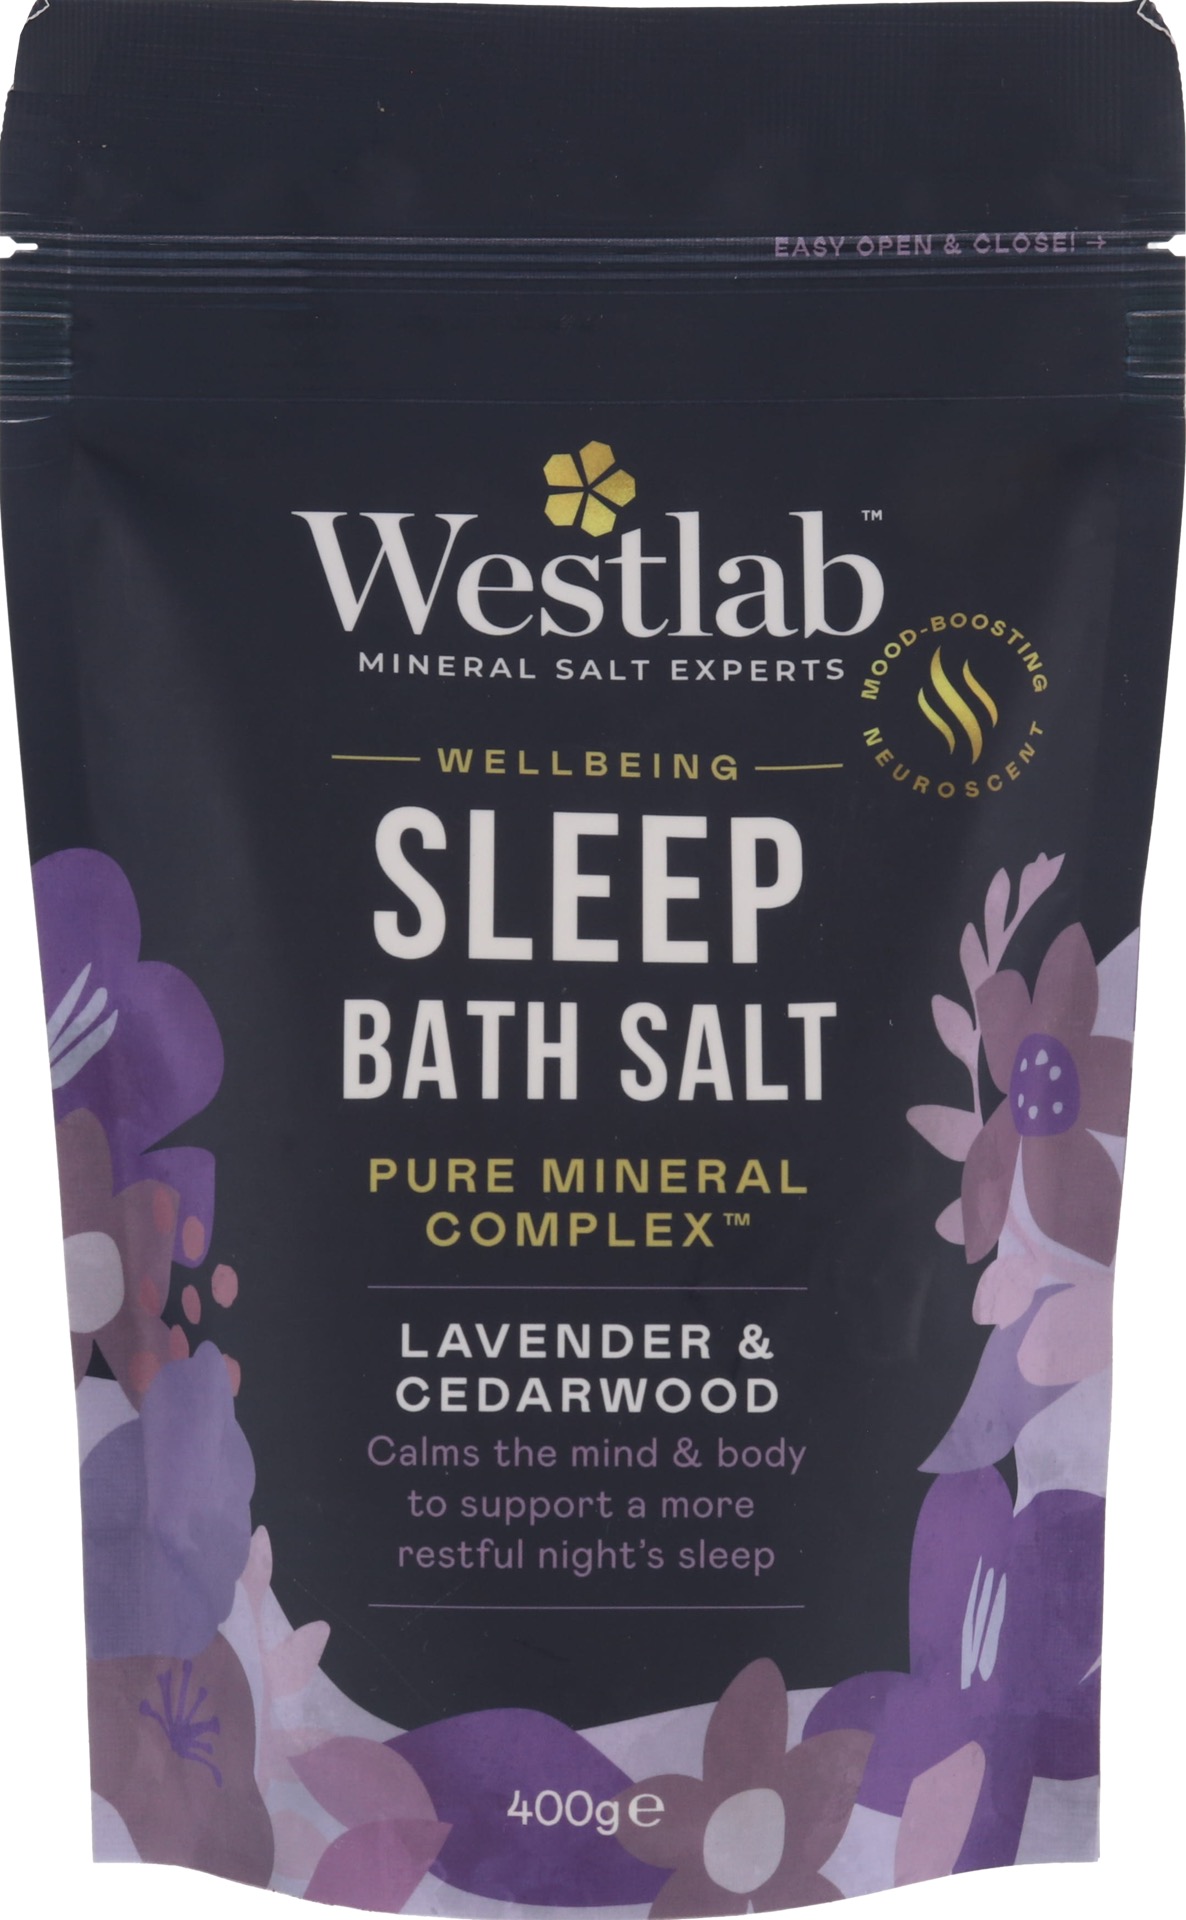 EASY OPEN & CLOSE! →
Westlab™
MINERAL SALT EXPERTS
MOOD-BOOSTING
NEUROSCENT
WELLBEING
SLEEP
BATH SALT
PURE MINERAL
COMPLEX™
LAVENDER &
CEDARWOOD
Calms the mind & body
to support a more
restful night's sleep
400g℮